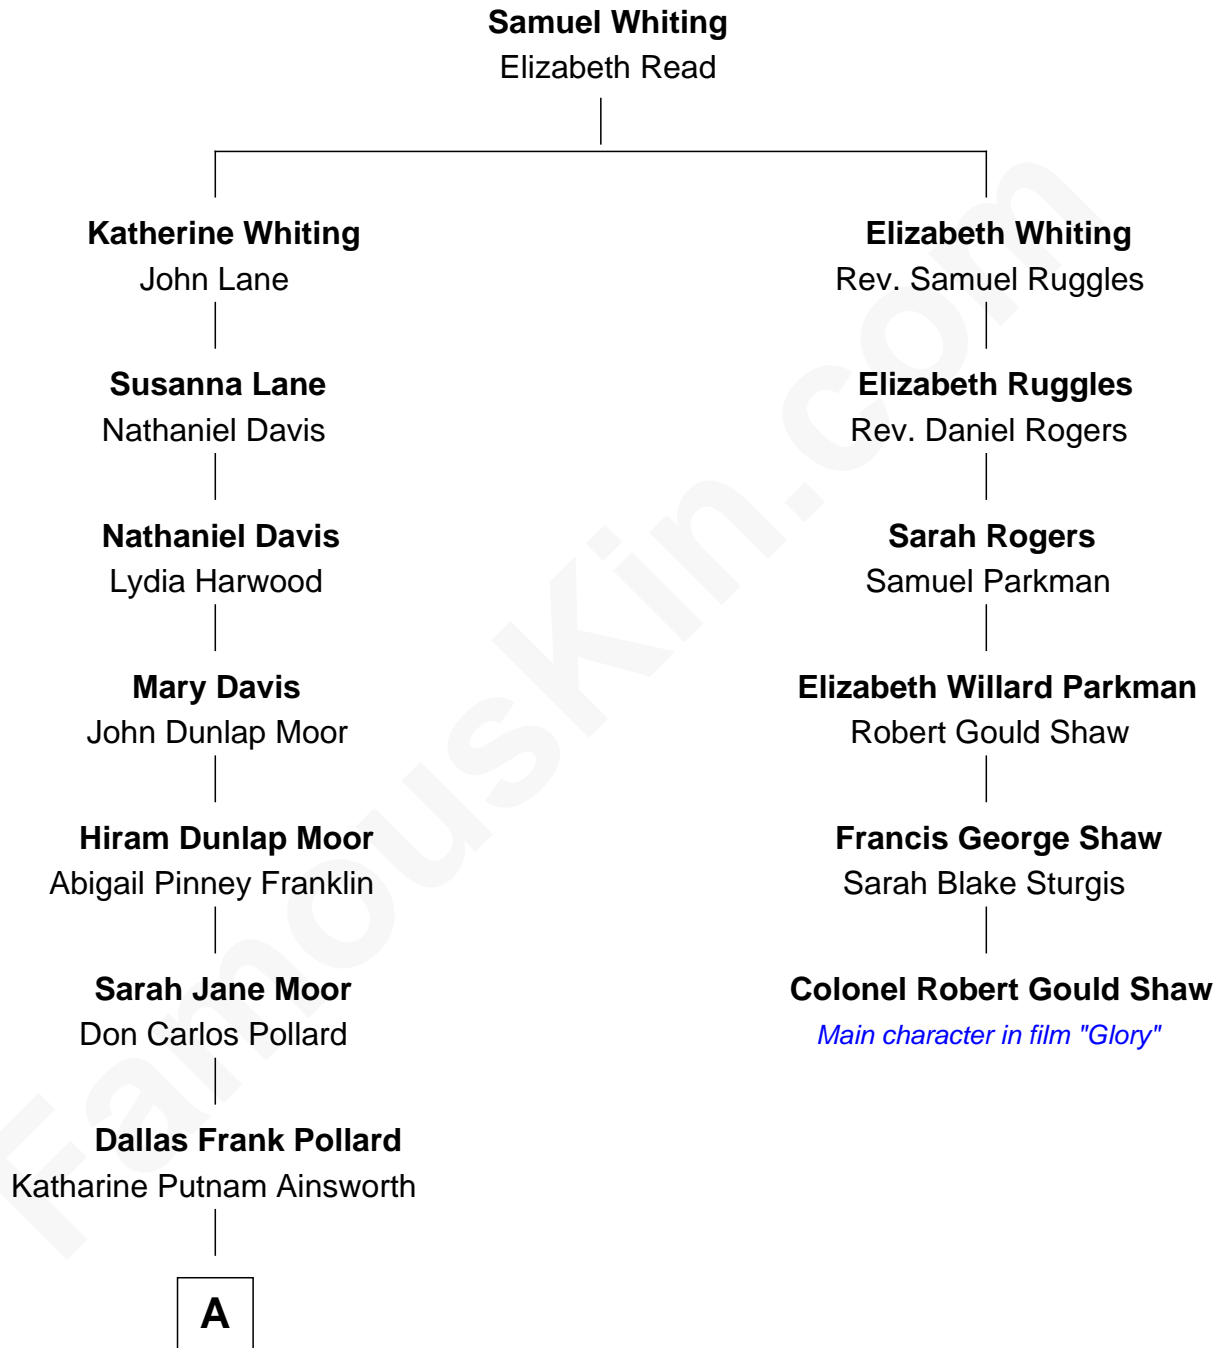 Samuel Whiting
Elizabeth Read
Katherine Whiting
John Lane
Susanna Lane
Nathaniel Davis
Nathaniel Davis
Lydia Harwood
Mary Davis
John Dunlap Moor
Hiram Dunlap Moor
Abigail Pinney Franklin
Sarah Jane Moor
Don Carlos Pollard
Dallas Frank Pollard
Katharine Putnam Ainsworth
A
Elizabeth Whiting
Rev. Samuel Ruggles
Elizabeth Ruggles
Rev. Daniel Rogers
Sarah Rogers
Samuel Parkman
Elizabeth Willard Parkman
Robert Gould Shaw
Francis George Shaw
Sarah Blake Sturgis
Colonel Robert Gould Shaw
Main character in film "Glory"
FamousKin.com